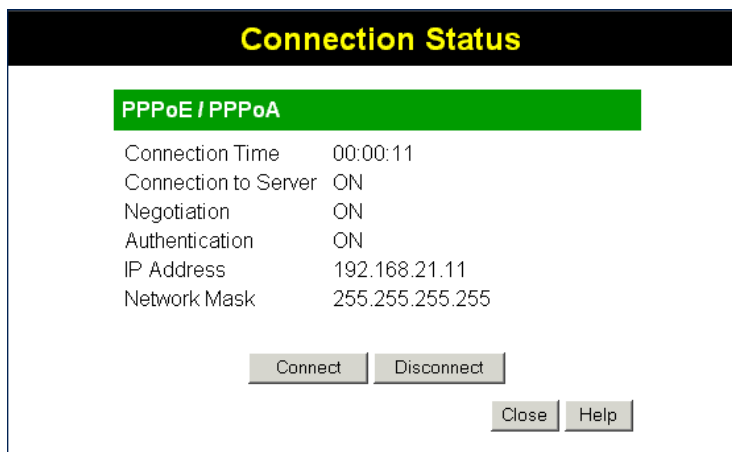 Connection Status
PPPoE / PPPoA
Connection Time 00:00:11
Connection to Server ON
Negotiation ON
Authentication ON
IP Address 192.168.21.11
Network Mask 255.255.255.255
Connect Disconnect
Close Help